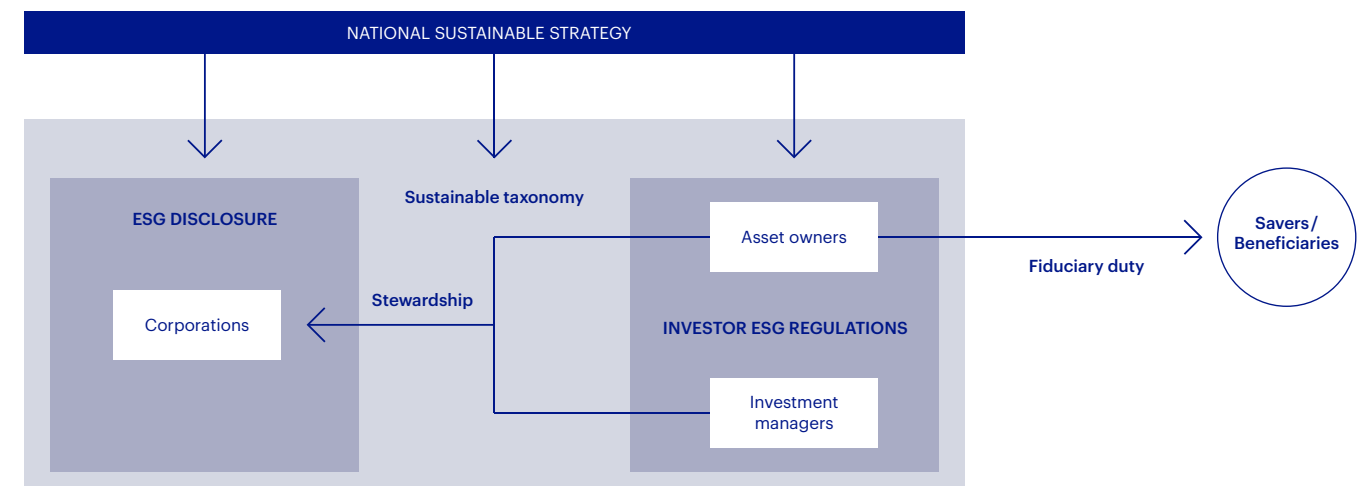 NATIONAL SUSTAINABLE STRATEGY
ESG DISCLOSURE
Corporations
Sustainable taxonomy
Stewardship
Asset owners
INVESTOR ESG REGULATIONS
Investment
managers
Fiduciary duty
Savers/
Beneficiaries